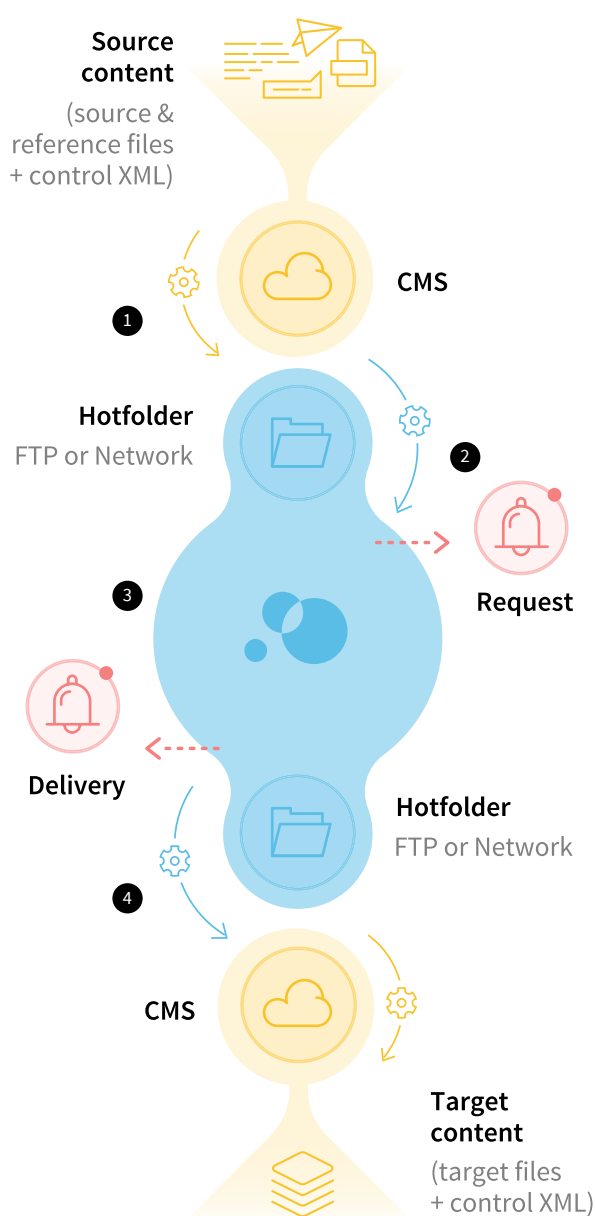 Source
content
(source &
reference files
+ control XML)
CMS
1
Hotfolder
FTP or Network
2
Request
3
Delivery
Hotfolder
FTP or Network
4
CMS
Target
content
(target files
+ control XML)